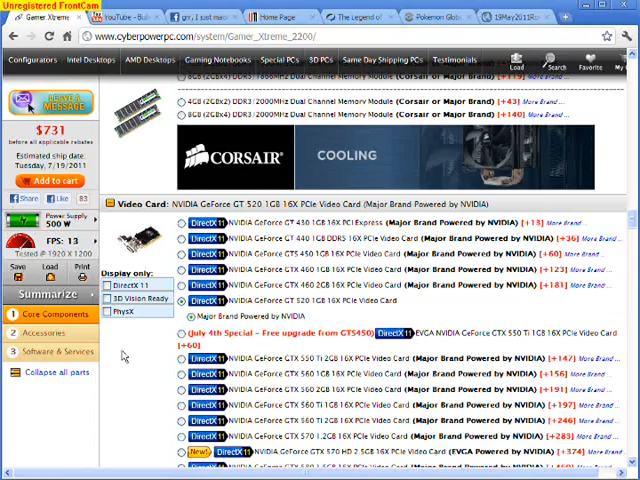 Unregistered FrontCam
Gamer Xtreme
YouTube - Buil
grr, I just mas
Home Page
The Legend of
Pokemon Glob
19May2011R
www.cyberpowerpc.com/system/Gamer_Xtreme_2200/
Configurators
Intel Desktops
AMD Desktops
Gaming Notebooks
Special PCs
3D PCs
Same Day Shipping PCs
Testimonials
Load
Search
Favorite
My
8GB (2GBx4) DDR3/1866MHz Dual Channel Memory Module (Corsair or Major Brand) [+119] More Brand ...
4GB (2GBx2) DDR3/2000MHz Dual Channel Memory Module (Corsair or Major Brand) [+43] More Brand ...
8GB (2GBx4) DDR3/2000MHz Dual Channel Memory Module (Corsair or Major Brand) [+140] More Brand ...
LEAVE A
MESSAGE
$731
before all applicable rebates
Estimated ship date:
Tuesday, 7/19/2011
Add to cart
Share
Like
83
Power Supply
500 W
FPS: 13
Tested @ 1920 X 1200
Save
Load
Print
Summarize
1 Core Components
2 Accessories
3 Software & Services
Collapse all parts
CORSAIR
COOLING
Video Card: NVIDIA GeForce GT 520 1GB 16X PCIe Video Card (Major Brand Powered by NVIDIA)
Display only:
DirectX 11
3D Vision Ready
PhysX
DirectX 11 NVIDIA GeForce GT 430 1GB 16X PCI Express (Major Brand Powered by NVIDIA) [+13] More Brand ...
DirectX 11 NVIDIA GeForce GT 440 1GB DDR5 16X PCIe Video Card (Major Brand Powered by NVIDIA) [+36] More Brand ...
DirectX 11 NVIDIA GeForce GTS 450 1GB 16X PCIe Video Card (Major Brand Powered by NVIDIA) [+60] More Brand ...
DirectX 11 NVIDIA GeForce GTX 460 1GB 16X PCIe Video Card (Major Brand Powered by NVIDIA) [+123] More Brand ...
DirectX 11 NVIDIA GeForce GTX 460 2GB 16X PCIe Video Card (Major Brand Powered by NVIDIA) [+181] More Brand ...
DirectX 11 NVIDIA GeForce GT 520 1GB 16X PCIe Video Card
Major Brand Powered by NVIDIA
(July 4th Special - Free upgrade from GTS450) DirectX 11 EVGA NVIDIA GeForce GTX 550 Ti 1GB 16X PCIe Video Card
[+60]
DirectX 11 NVIDIA GeForce GTX 550 Ti 2GB 16X PCIe Video Card (Major Brand Powered by NVIDIA) [+147] More Brand ...
DirectX 11 NVIDIA GeForce GTX 560 1GB 16X PCIe Video Card (Major Brand Powered by NVIDIA) [+156] More Brand ...
DirectX 11 NVIDIA GeForce GTX 560 2GB 16X PCIe Video Card (Major Brand Powered by NVIDIA) [+191] More Brand ...
DirectX 11 NVIDIA GeForce GTX 560 Ti 1GB 16X PCIe Video Card (Major Brand Powered by NVIDIA) [+197] More Brand ...
DirectX 11 NVIDIA GeForce GTX 560 Ti 2GB 16X PCIe Video Card (Major Brand Powered by NVIDIA) [+246] More Brand ...
DirectX 11 NVIDIA GeForce GTX 570 1.2GB 16X PCIe Video Card (Major Brand Powered by NVIDIA) [+283] More Brand ...
New! DirectX 11 NVIDIA GeForce GTX 570 HD 2.5GB 16X PCIe Video Card (EVGA Powered by NVIDIA) [+374] More Brand ...